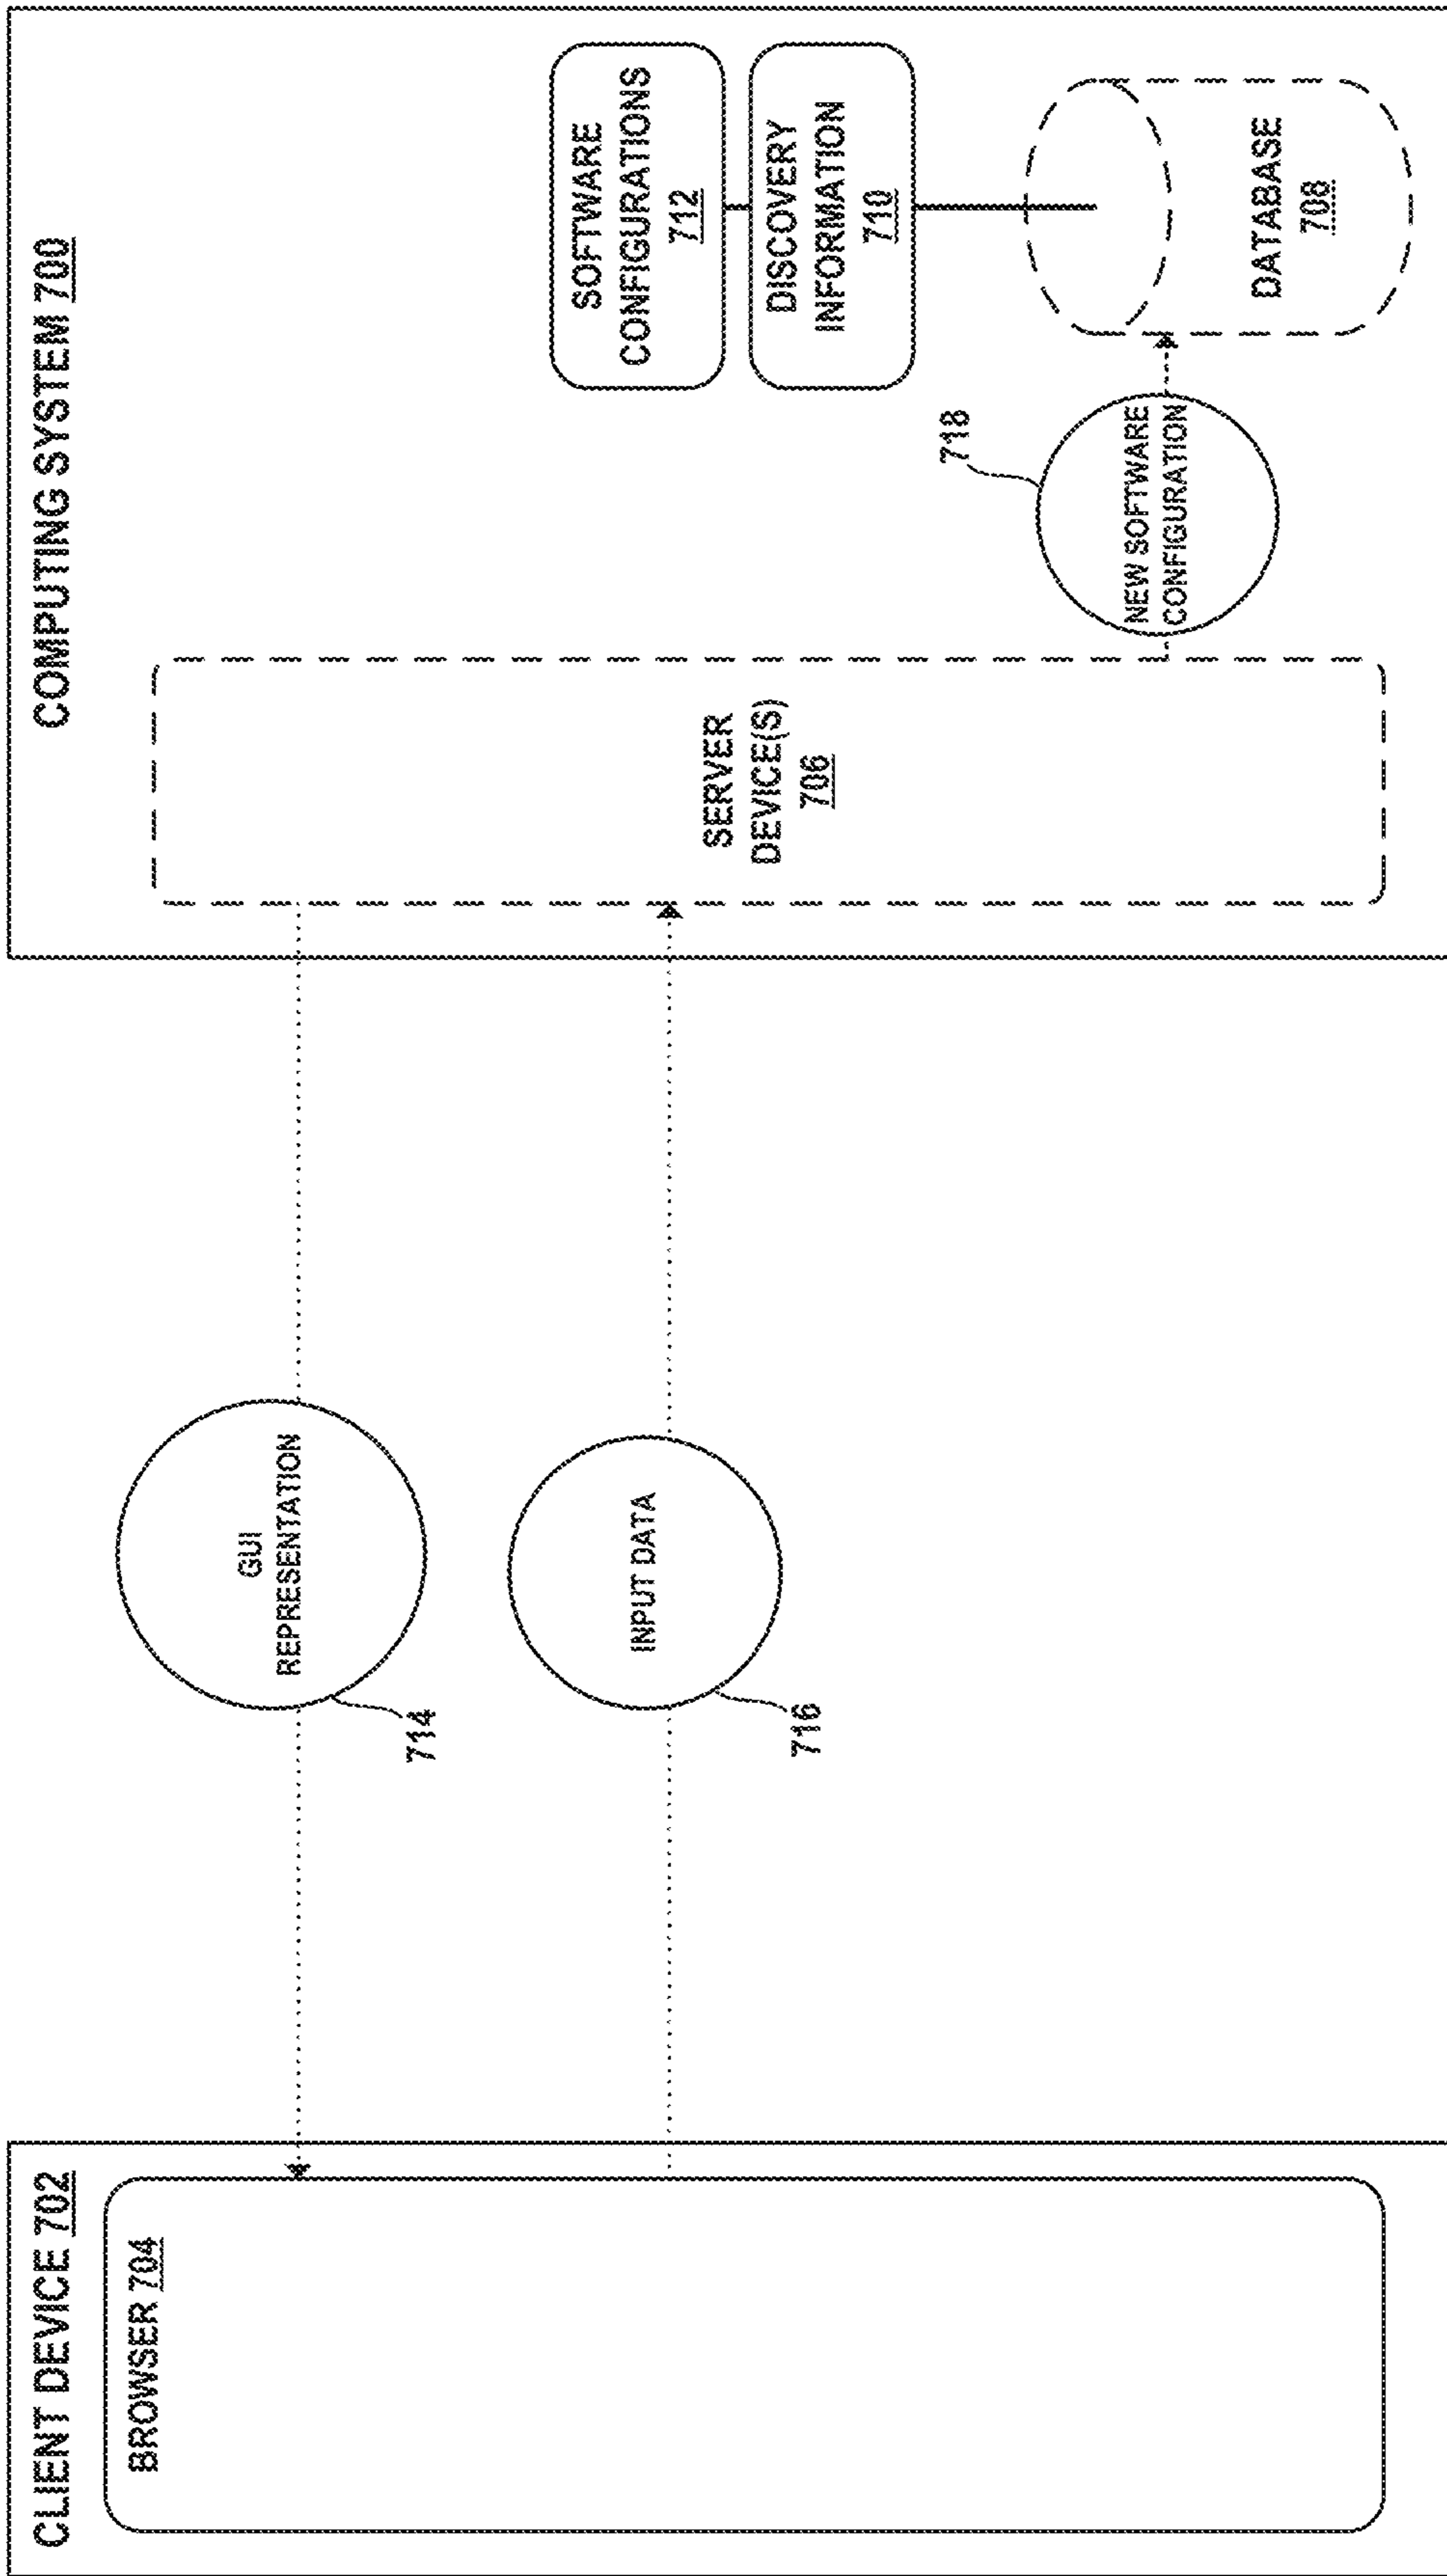 CLIENT DEVICE 702
BROWSER 704
GUI
REPRESENTATION
714
INPUT DATA
716
COMPUTING SYSTEM 700
SERVER
DEVICE(S)
706
SOFTWARE
CONFIGURATIONS
712
DISCOVERY
INFORMATION
710
718
NEW SOFTWARE
CONFIGURATION
DATABASE
708